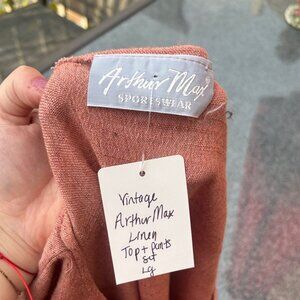 Arthur Max
SPORTSWEAR
Vintage
Arthur Max
Linen
Top + pants
set
Lg